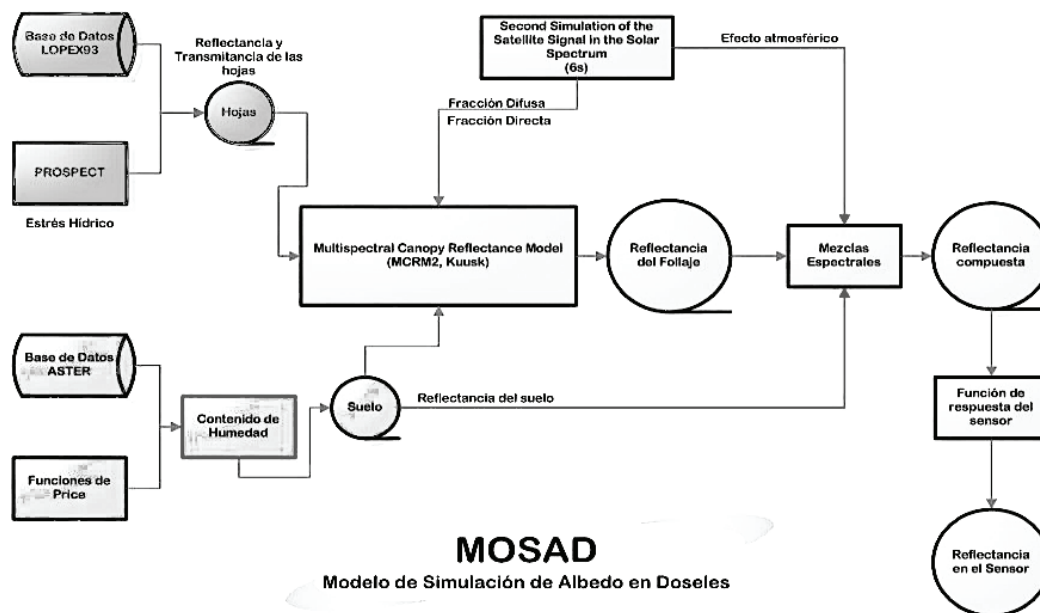 Base de Datos
LOPEX93
Reflectancia y
Transmitancia de las
hojas
Hojas
PROSPECT
Estrés Hídrico
Second Simulation of the
Satellite Signal in the Solar
Spectrum
(6s)
Efecto atmosférico
Fracción Difusa
Fracción Directa
Multispectral Canopy Reflectance Model
(MCRM2, Kuusk)
Reflectancia
del Follaje
Mezclas
Espectrales
Reflectancia
compuesta
Base de Datos
ASTER
Contenido de
Humedad
Suelo
Reflectancia del suelo
Funciones de
Price
Función de
respuesta del
sensor
Reflectancia
en el Sensor
MOSAD
Modelo de Simulación de Albedo en Doseles